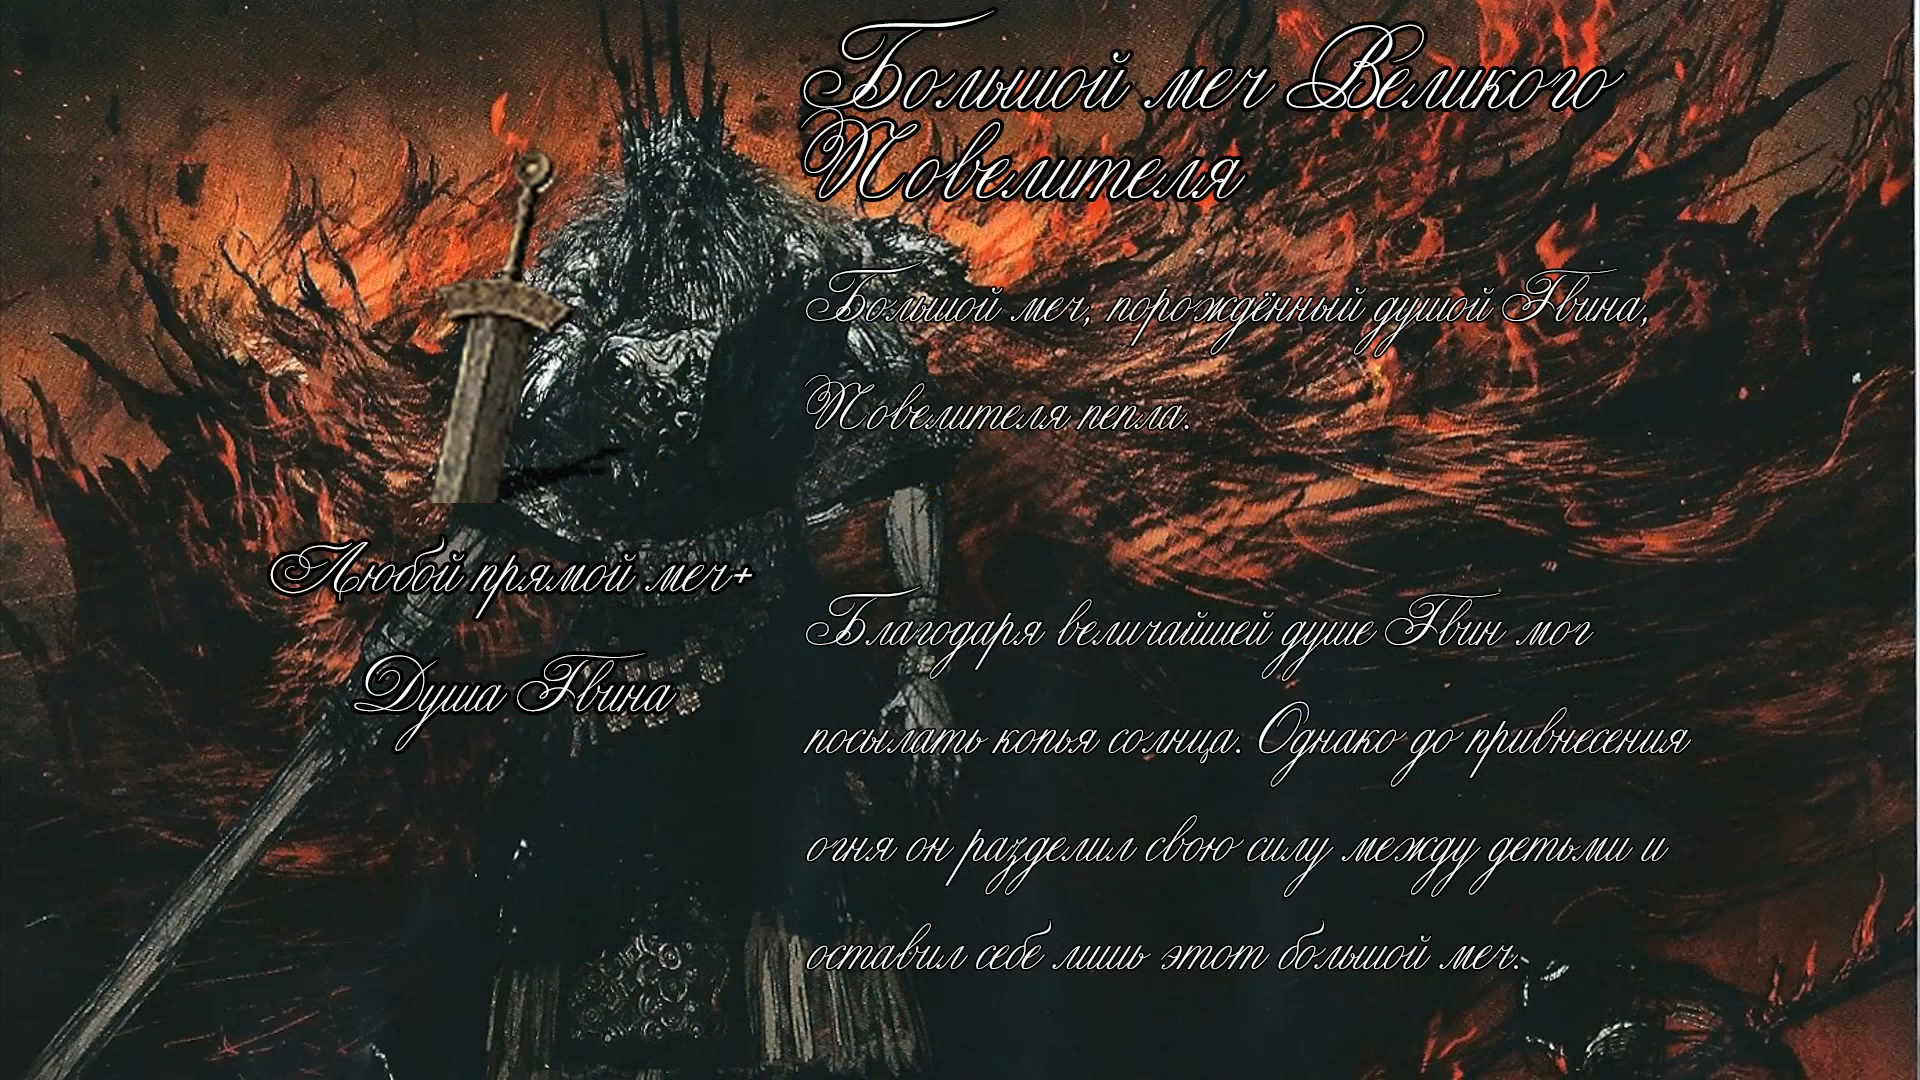 Большой меч Великого
Повелителя
Большой меч, порождённый душой Гвина,
Повелителя пепла.
Любой прямой меч+
Душа Гвина
Благодаря величайшей душе Гвин мог
посылать копья солнца. Однако до привнесения
огня он разделил свою силу между детьми и
оставил себе лишь этот большой меч.